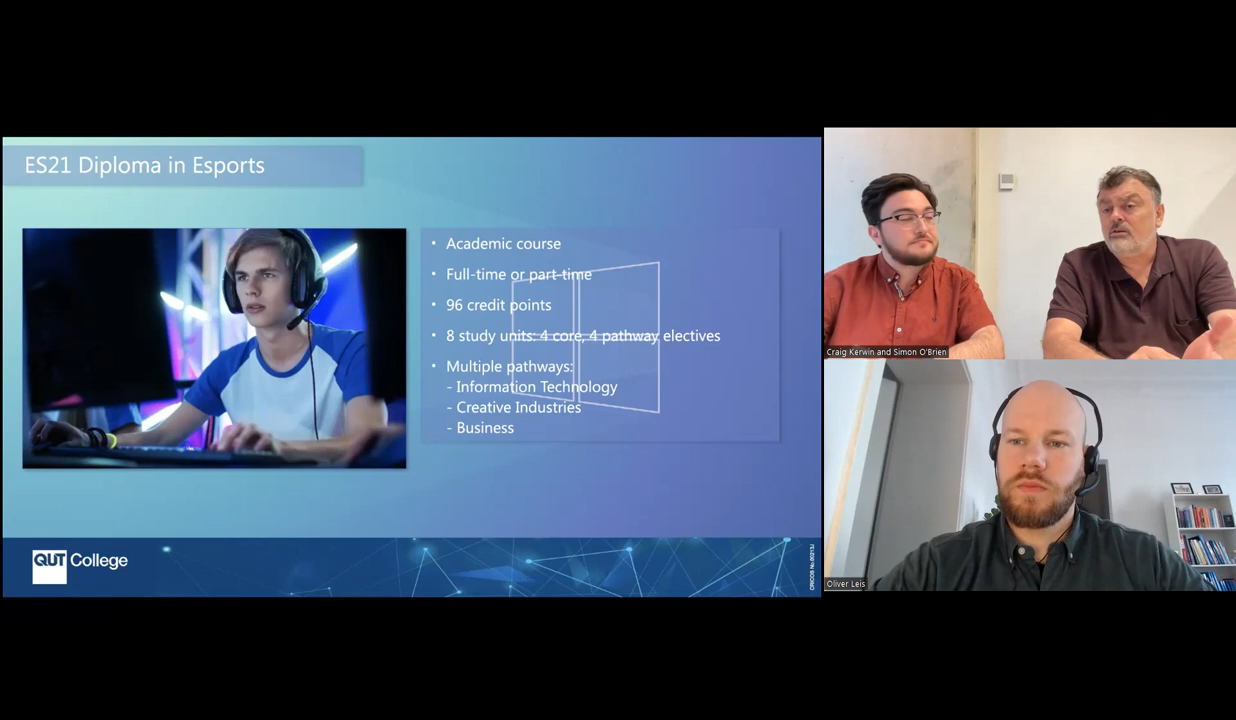 ES21 Diploma in Esports
• Academic course
• Full-time or part-time
• 96 credit points
• 8 study units: 4 core, 4 pathway electives
• Multiple pathways:
- Information Technology
- Creative Industries
- Business
QUT College
Craig Kerwin and Simon O'Brien
Oliver Leis